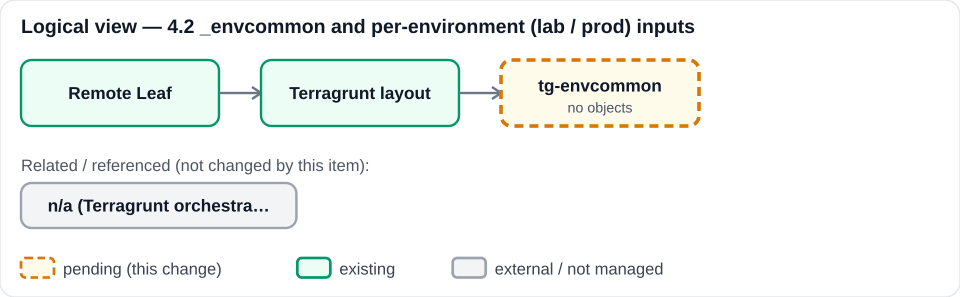 Logical view — 4.2 _envcommon and per-environment (lab / prod) inputs
Remote Leaf
Terragrunt layout
tg-envcommon
no objects
Related / referenced (not changed by this item):
n/a (Terragrunt orchestra…
pending (this change)
existing
external / not managed